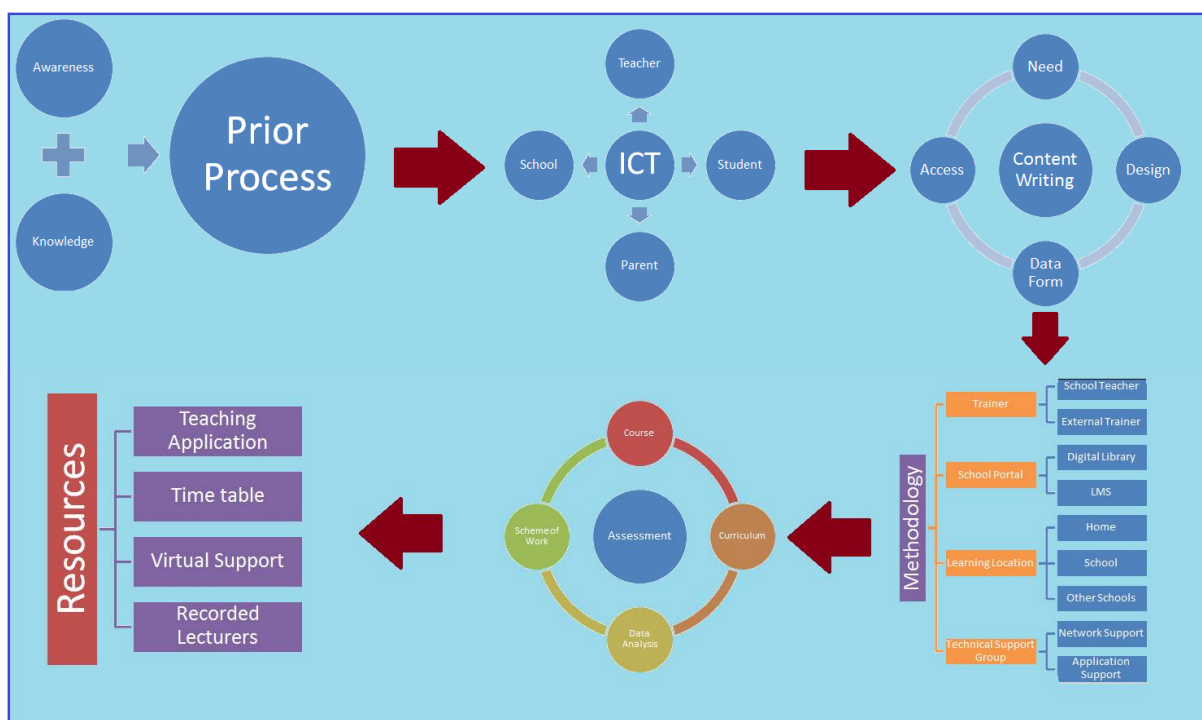 Awareness
Knowledge
Prior
Process
Teacher
School
ICT
Student
Parent
Need
Access
Content
Writing
Design
Data
Form
Methodology
Trainer
School Teacher
External Trainer
School Portal
Digital Library
LMS
Learning Location
Home
School
Other Schools
Technical Support
Group
Network Support
Application
Support
Course
Scheme of
Work
Assessment
Curriculum
Data
Analysis
Resources
Teaching
Application
Time table
Virtual Support
Recorded
Lecturers